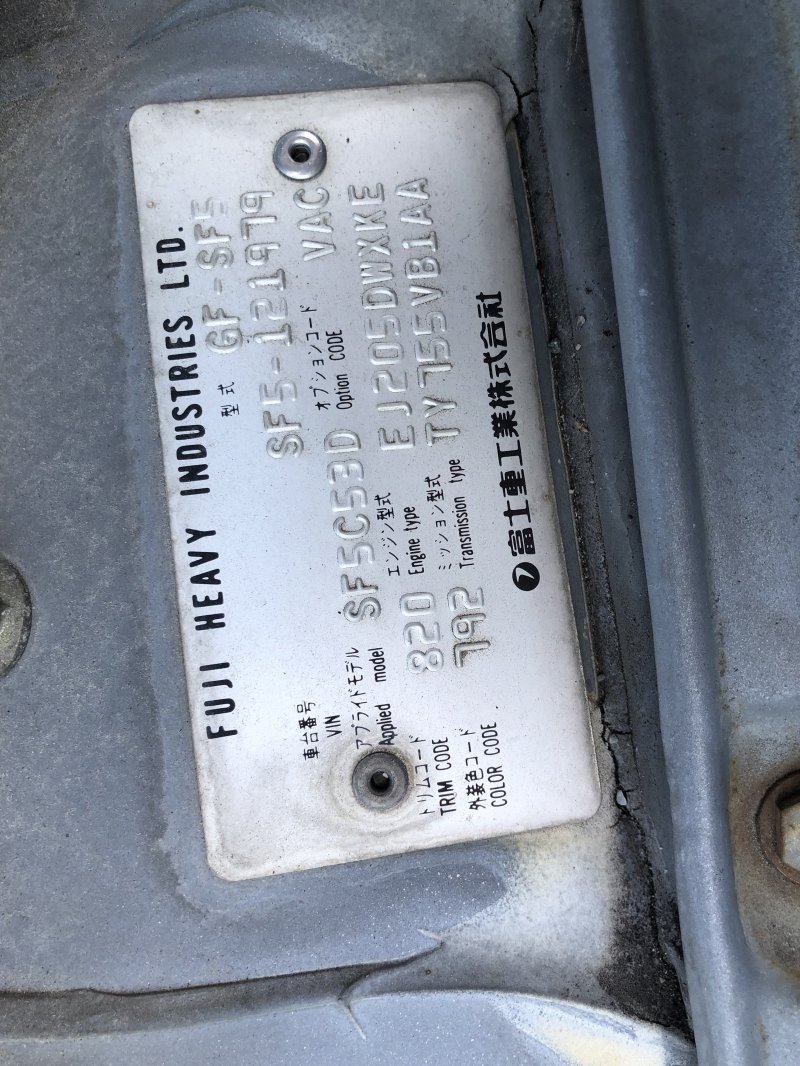 FUJI HEAVY INDUSTRIES LTD.
型式 GF-SF5
車台番号
VIN SF5-121979
アプライドモデル オプションコード
Applied model SF5C53D Option CODE VAC
トリムコード エンジン型式
TRIM CODE 820 Engine type EJ205DWXKE
外装色コード ミッション型式
COLOR CODE 792 Transmission type TV755VB1AA
富士重工業株式会社